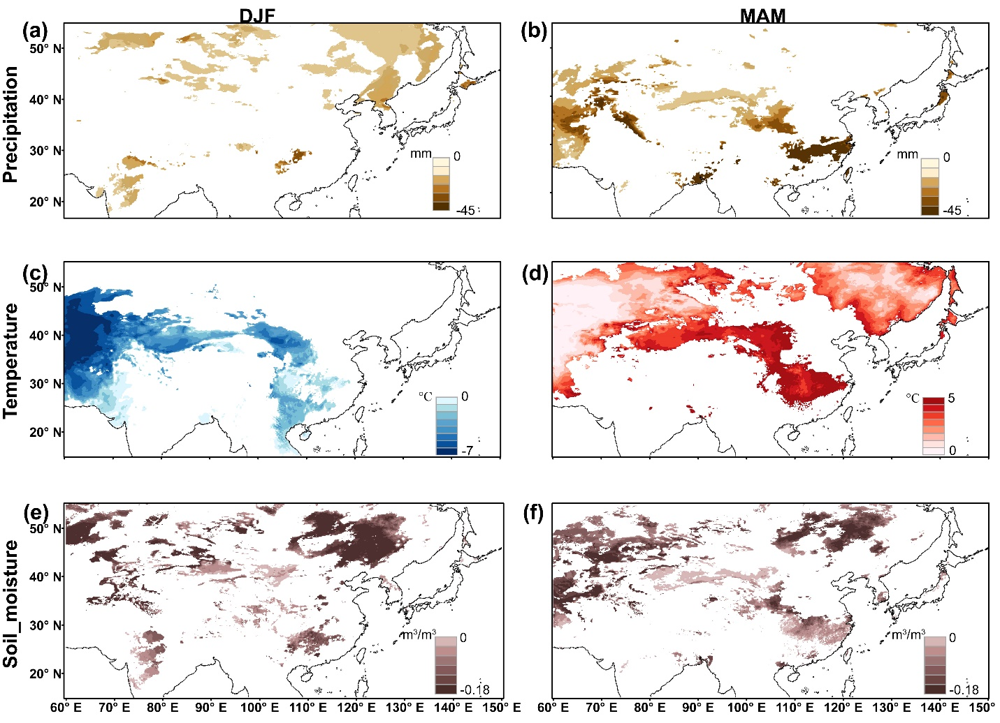 DJF
MAM
(a)
(b)
Precipitation
50° N
40° N
30° N
20° N
mm
0
-45
mm
0
-45
(c)
(d)
Temperature
50° N
40° N
30° N
20° N
°C
0
-7
°C
5
0
(e)
(f)
Soil_moisture
50° N
40° N
30° N
20° N
m³/m³
0
-0.18
m³/m³
0
-0.18
60° E 70° E 80° E 90° E 100° E 110° E 120° E 130° E 140° E 150° E
60° E 70° E 80° E 90° E 100° E 110° E 120° E 130° E 140° E 150° E